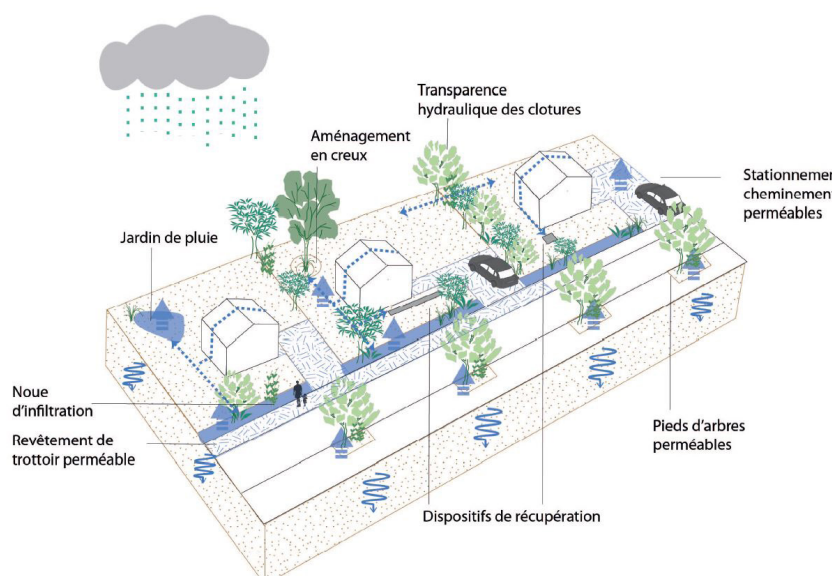 Transparence
hydraulique des clotures
Aménagement
en creux
Stationnemen
cheminement
perméables
Jardin de pluie
Noue
d'infiltration
Revêtement de
trottoir perméable
Pieds d'arbres
perméables
Dispositifs de récupération